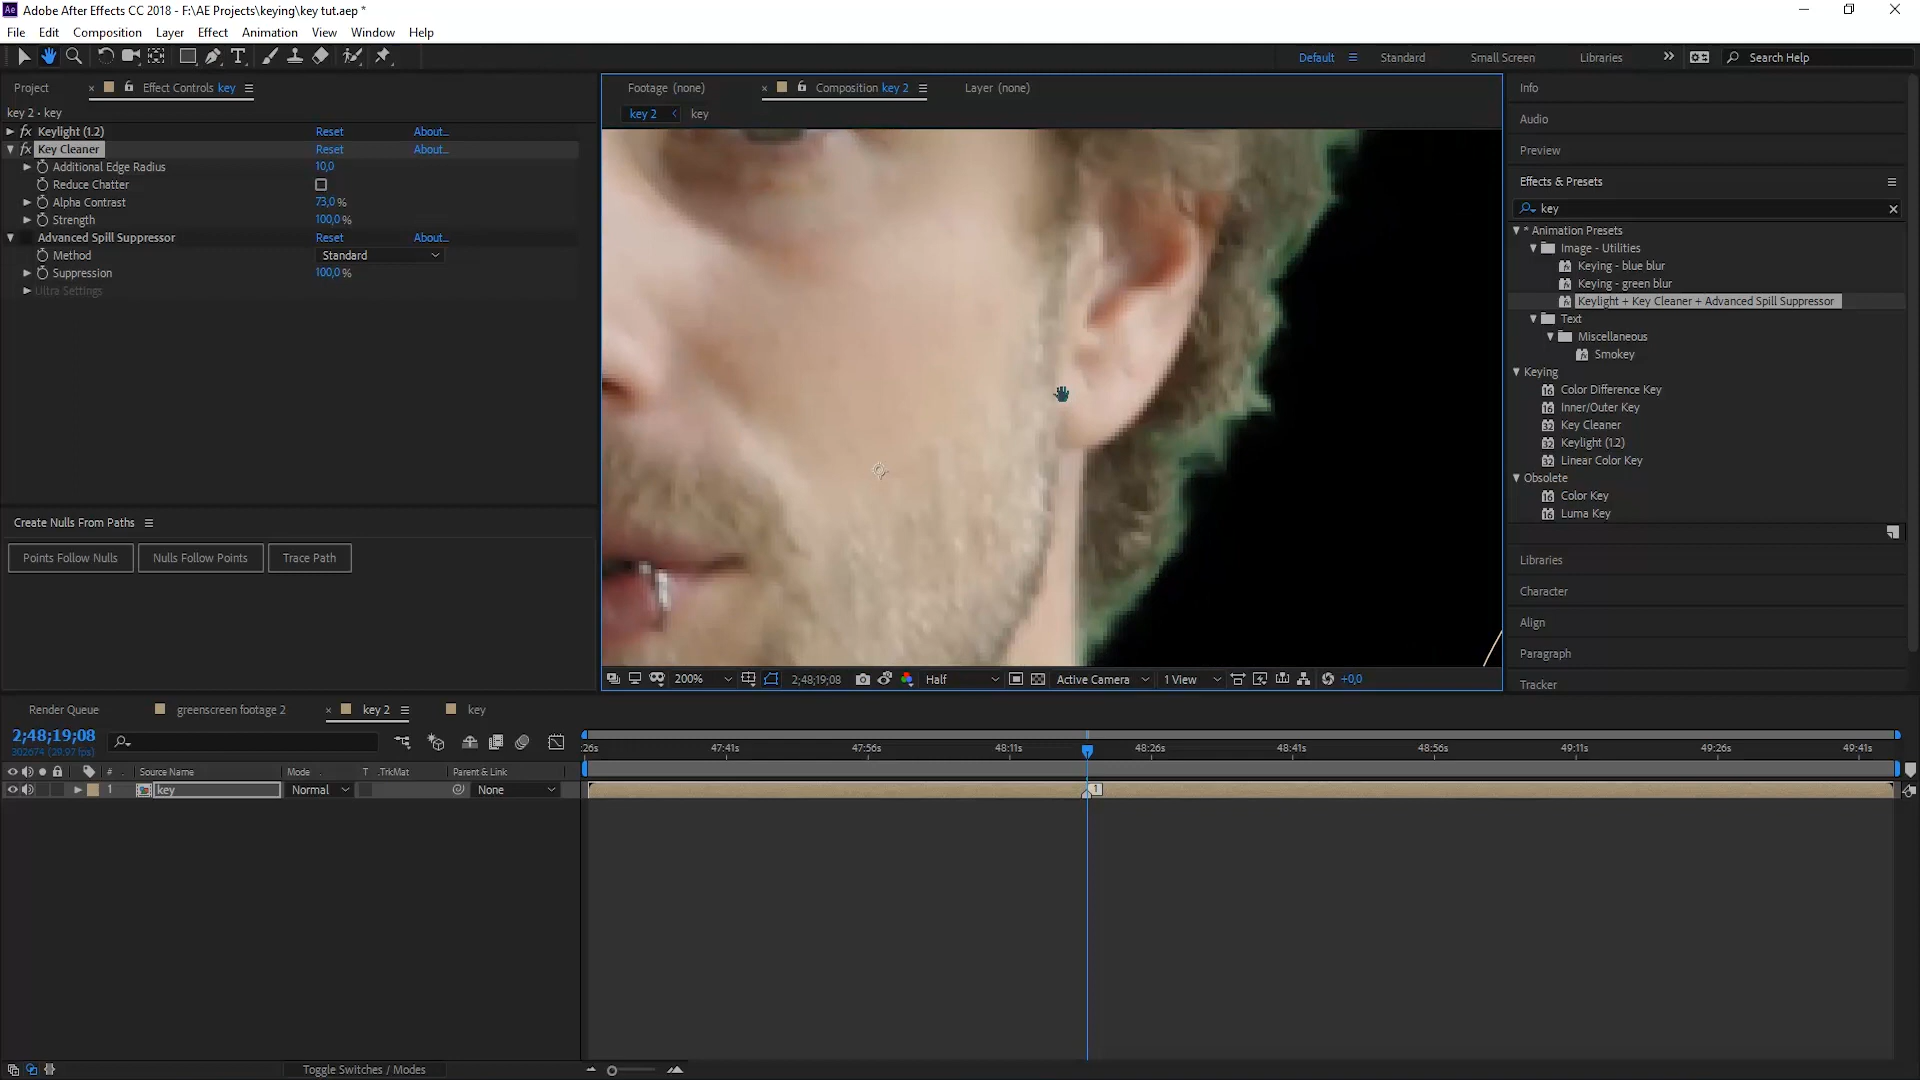 Adobe After Effects CC 2018 - F:\AE Projects\keying\key tut.aep *
File Edit Composition Layer Effect Animation View Window Help
Default Standard Small Screen Libraries Search Help
Project Effect Controls key
key 2 • key
Keylight (1.2) Reset About...
Key Cleaner Reset About...
Additional Edge Radius 10,0
Reduce Chatter
Alpha Contrast 73,0 %
Strength 100,0 %
Advanced Spill Suppressor Reset About...
Method Standard
Suppression 100,0 %
Ultra Settings
Create Nulls From Paths
Points Follow Nulls Nulls Follow Points Trace Path
Footage (none) Composition key 2 Layer (none)
key 2 key
200% 2;48;19;08 Half Active Camera 1 View +0,0
Info
Audio
Preview
Effects & Presets
key
* Animation Presets
Image - Utilities
Keying - blue blur
Keying - green blur
Keylight + Key Cleaner + Advanced Spill Suppressor
Text
Miscellaneous
Smokey
Keying
Color Difference Key
Inner/Outer Key
Key Cleaner
Keylight (1.2)
Linear Color Key
Obsolete
Color Key
Luma Key
Libraries
Character
Align
Paragraph
Tracker
Render Queue greenscreen footage 2 key 2 key
2;48;19;08
302674 (29.97 fps)
:26s 47:41s 47:56s 48:11s 48:26s 48:41s 48:56s 49:11s 49:26s 49:41s
# Source Name Mode T .TrkMat Parent & Link
1 key Normal None
1
Toggle Switches / Modes